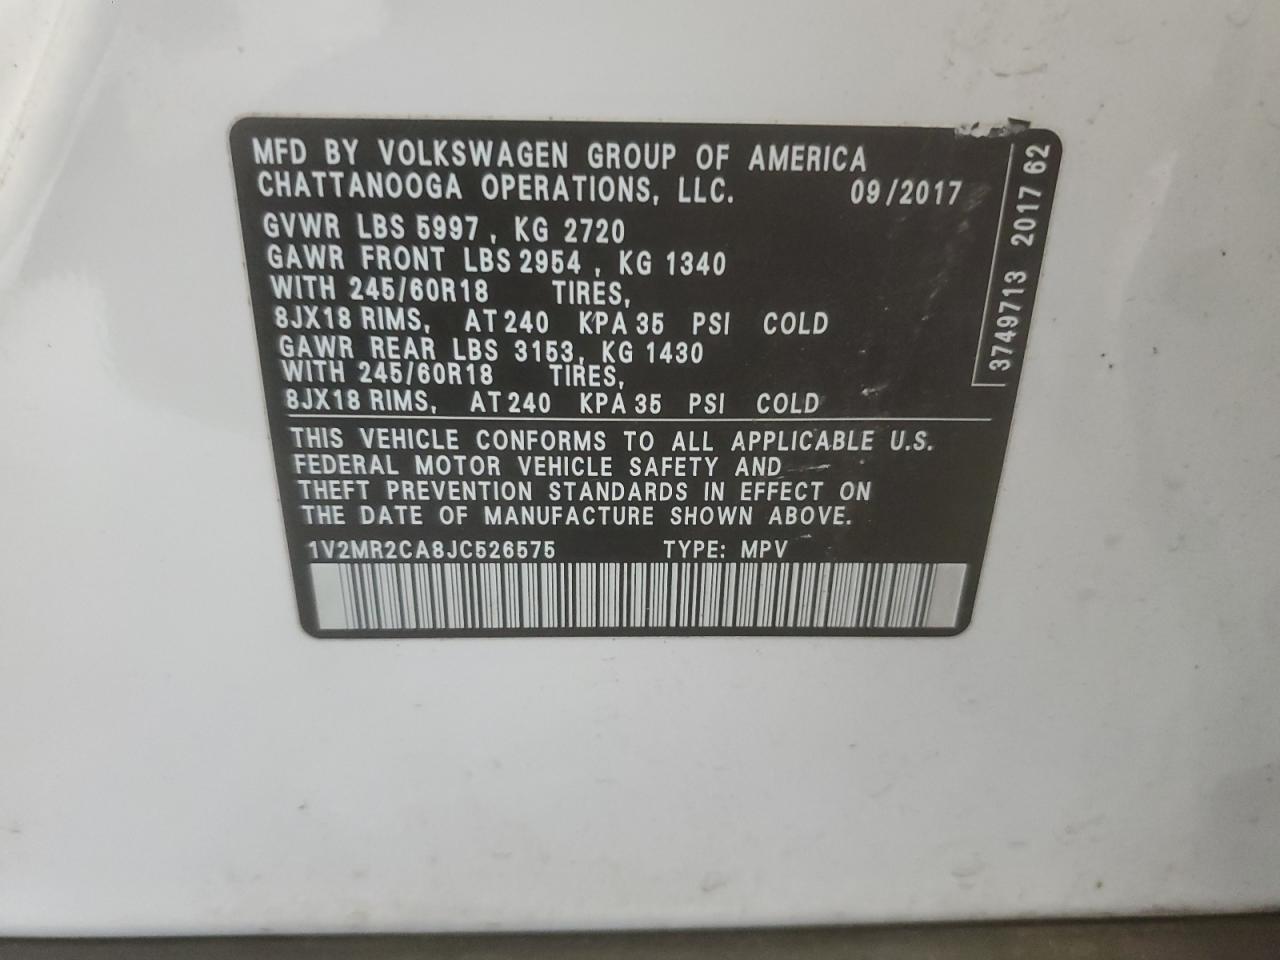 MFD BY VOLKSWAGEN GROUP OF AMERICA
CHATTANOOGA OPERATIONS, LLC. 09/2017
GVWR LBS 5997, KG 2720
GAWR FRONT LBS 2954, KG 1340
WITH 245/60R18 TIRES,
8JX18 RIMS, AT 240 KPA 35 PSI COLD
GAWR REAR LBS 3153, KG 1430
WITH 245/60R18 TIRES,
8JX18 RIMS, AT 240 KPA 35 PSI COLD
THIS VEHICLE CONFORMS TO ALL APPLICABLE U.S.
FEDERAL MOTOR VEHICLE SAFETY AND
THEFT PREVENTION STANDARDS IN EFFECT ON
THE DATE OF MANUFACTURE SHOWN ABOVE.
1V2MR2CA8JC526575 TYPE: MPV
3749713 2017 62